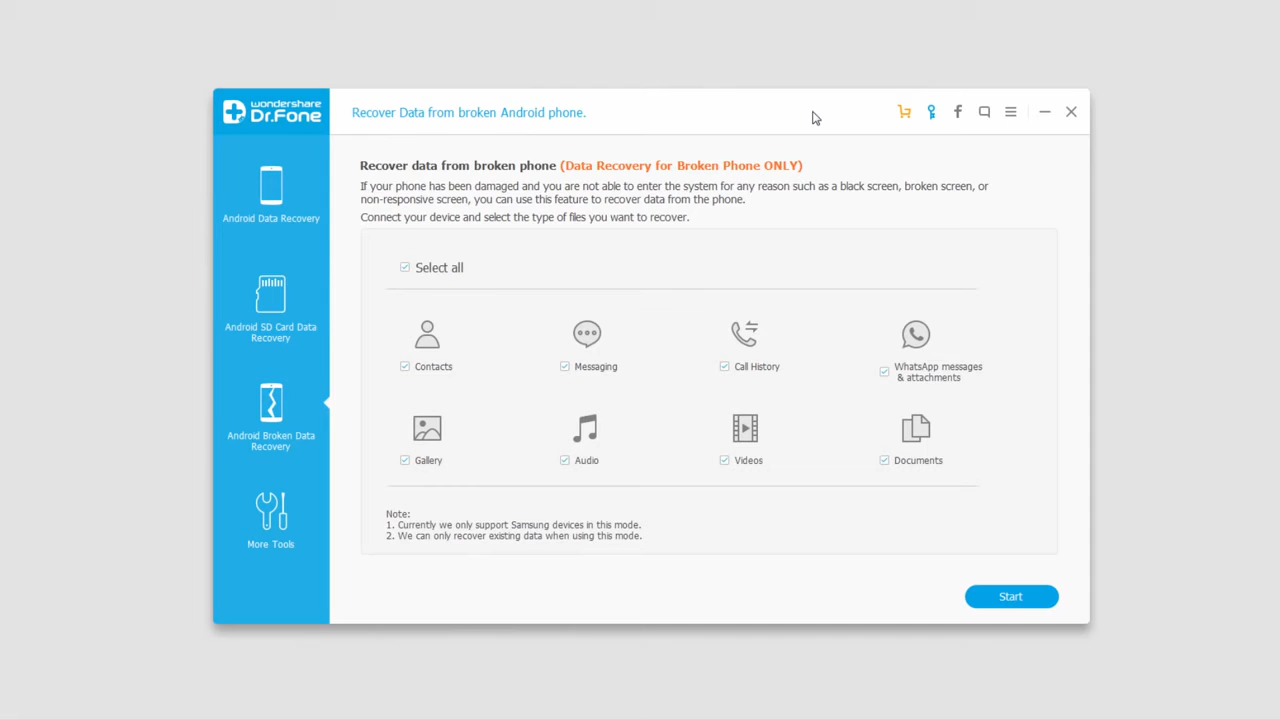 wondershare
Dr.Fone
Recover Data from broken Android phone.
Android Data Recovery
Android SD Card Data
Recovery
Android Broken Data
Recovery
More Tools
Recover data from broken phone (Data Recovery for Broken Phone ONLY)
If your phone has been damaged and you are not able to enter the system for any reason such as a black screen, broken screen, or
non-responsive screen, you can use this feature to recover data from the phone.
Connect your device and select the type of files you want to recover.
Select all
Contacts
Messaging
Call History
WhatsApp messages
& attachments
Gallery
Audio
Videos
Documents
Note:
1. Currently we only support Samsung devices in this mode.
2. We can only recover existing data when using this mode.
Start